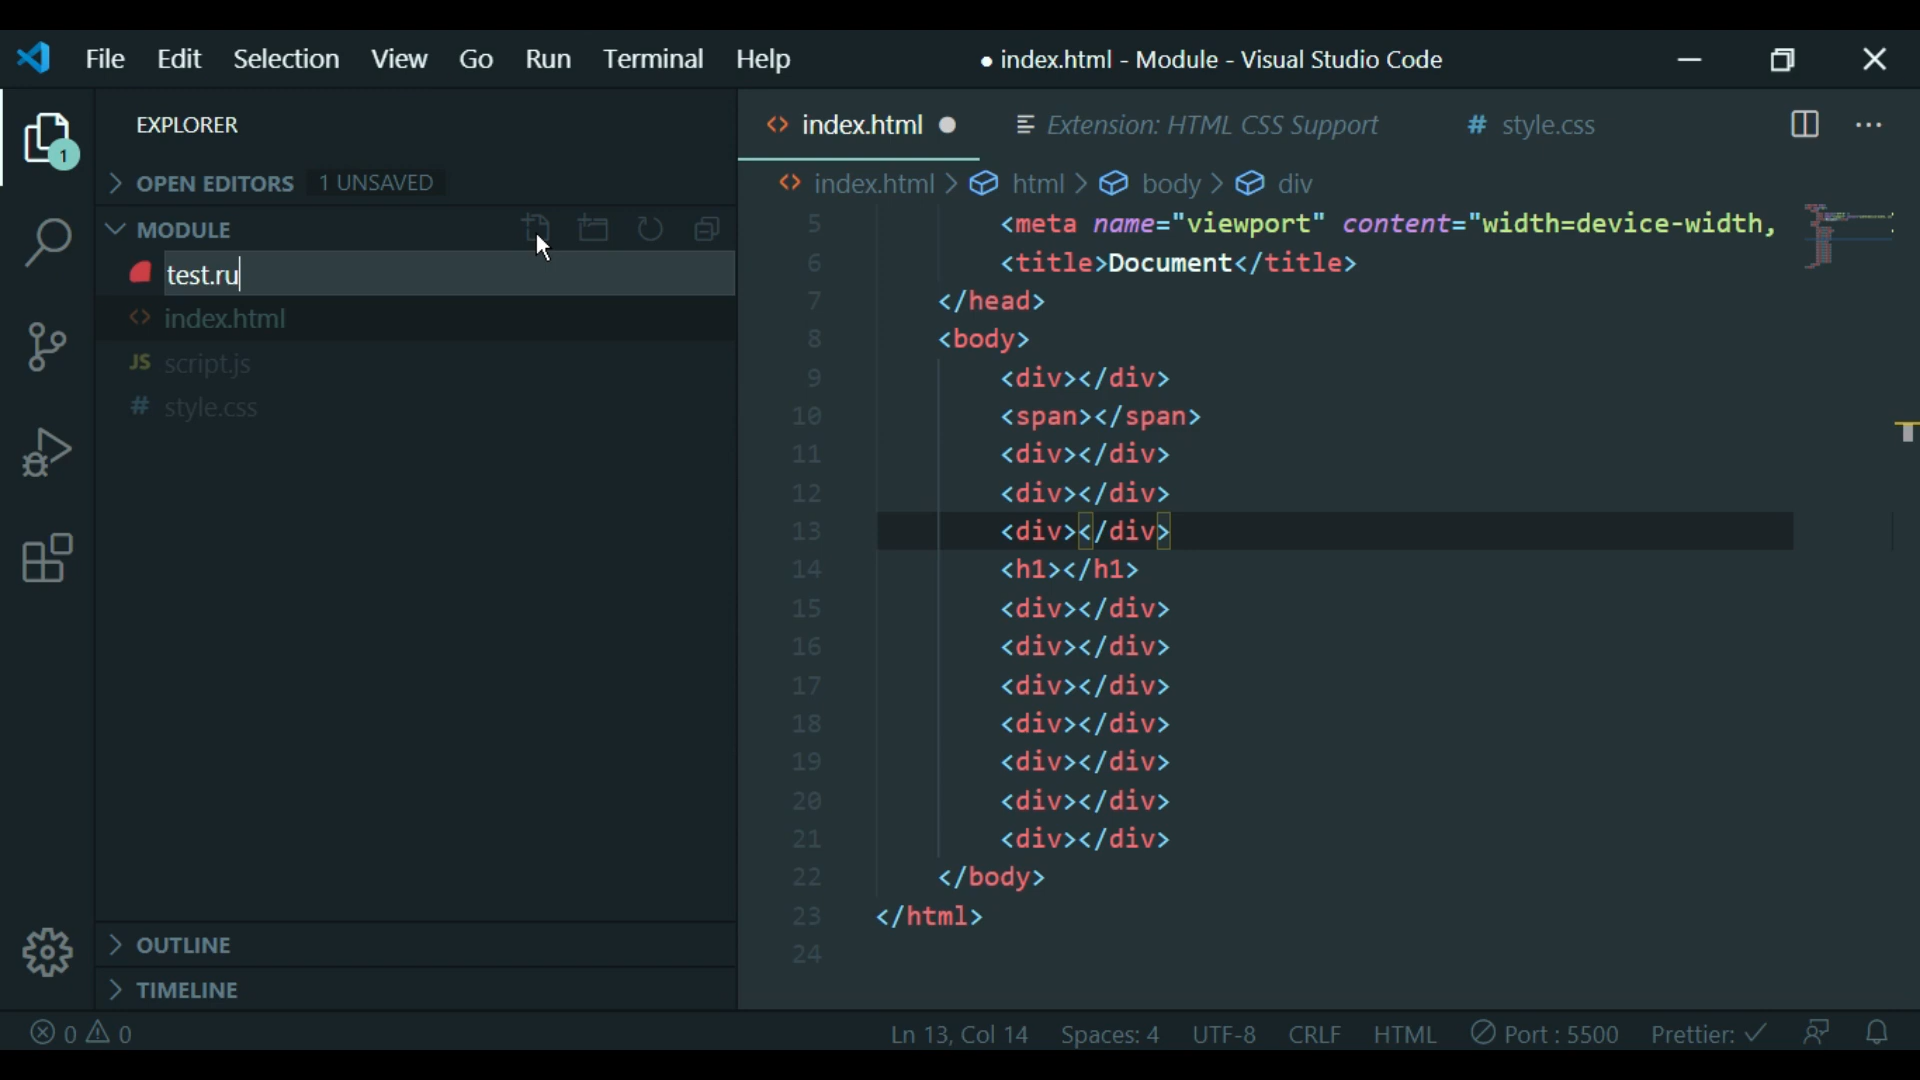 File Edit Selection View Go Run Terminal Help ● index.html - Module - Visual Studio Code
EXPLORER
1
OPEN EDITORS 1 UNSAVED
MODULE
test.ru
<> index.html
JS script.js
# style.css
OUTLINE
TIMELINE
<> index.html ● Extension: HTML CSS Support # style.css ...
<> index.html > html > body > div
5 <meta name="viewport" content="width=device-width,
6 <title>Document</title>
7 </head>
8 <body>
9 <div></div>
10 <span></span>
11 <div></div>
12 <div></div>
13 <div></div>
14 <h1></h1>
15 <div></div>
16 <div></div>
17 <div></div>
18 <div></div>
19 <div></div>
20 <div></div>
21 <div></div>
22 </body>
23 </html>
24
0 0 Ln 13, Col 14 Spaces: 4 UTF-8 CRLF HTML Port : 5500 Prettier: ✓